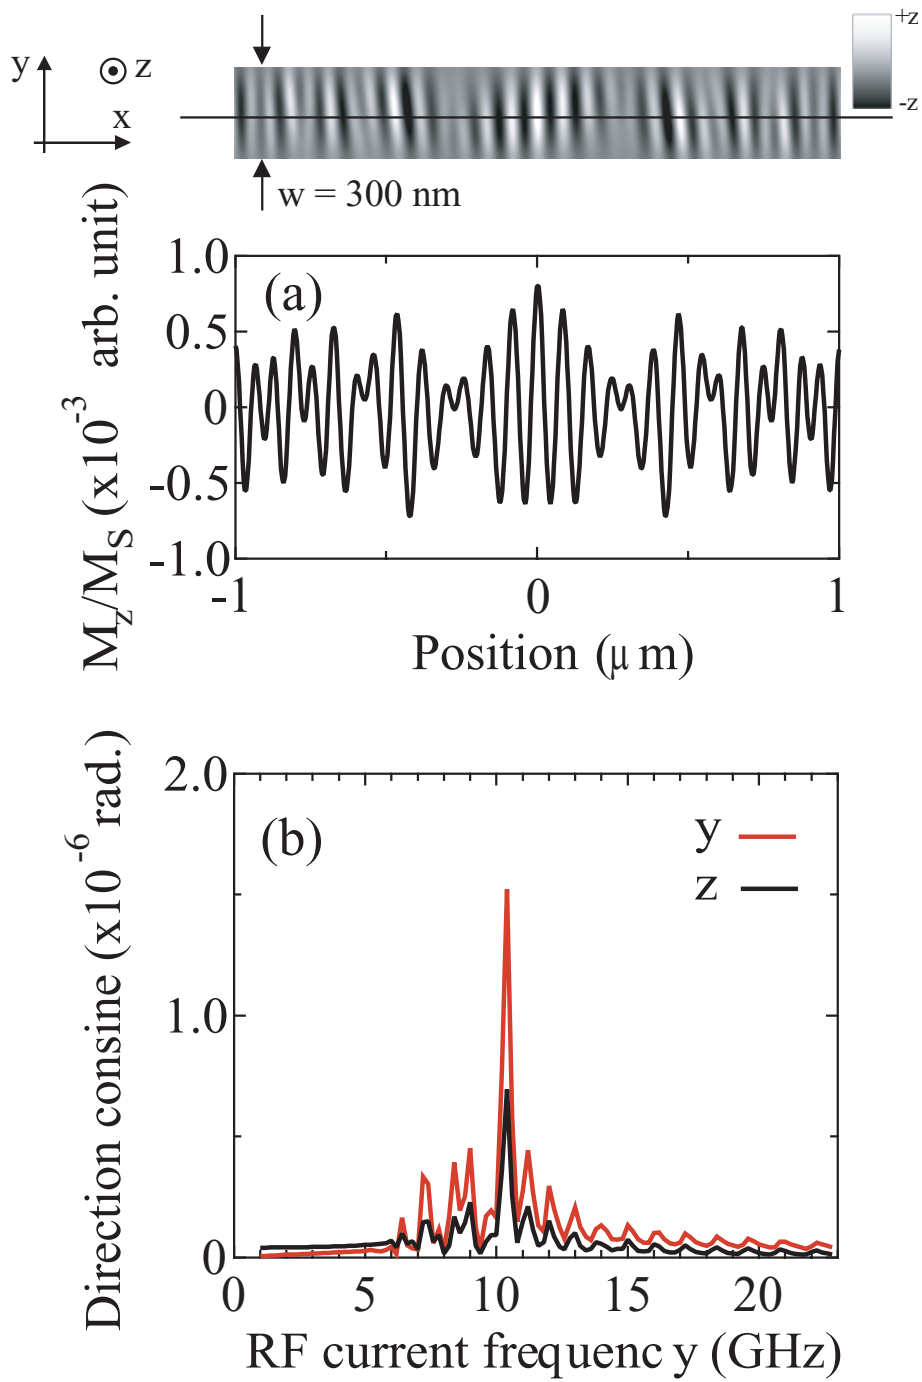 y
z
x
+z
-z
w = 300 nm
(a)
M_z/M_S (x10^-3 arb. unit)
1.0
0.5
0
-0.5
-1.0
-1
0
1
Position (μ m)
(b)
y
z
Direction consine (x10^-6 rad.)
2.0
1.0
0
0
5
10
15
20
RF current frequenc y (GHz)